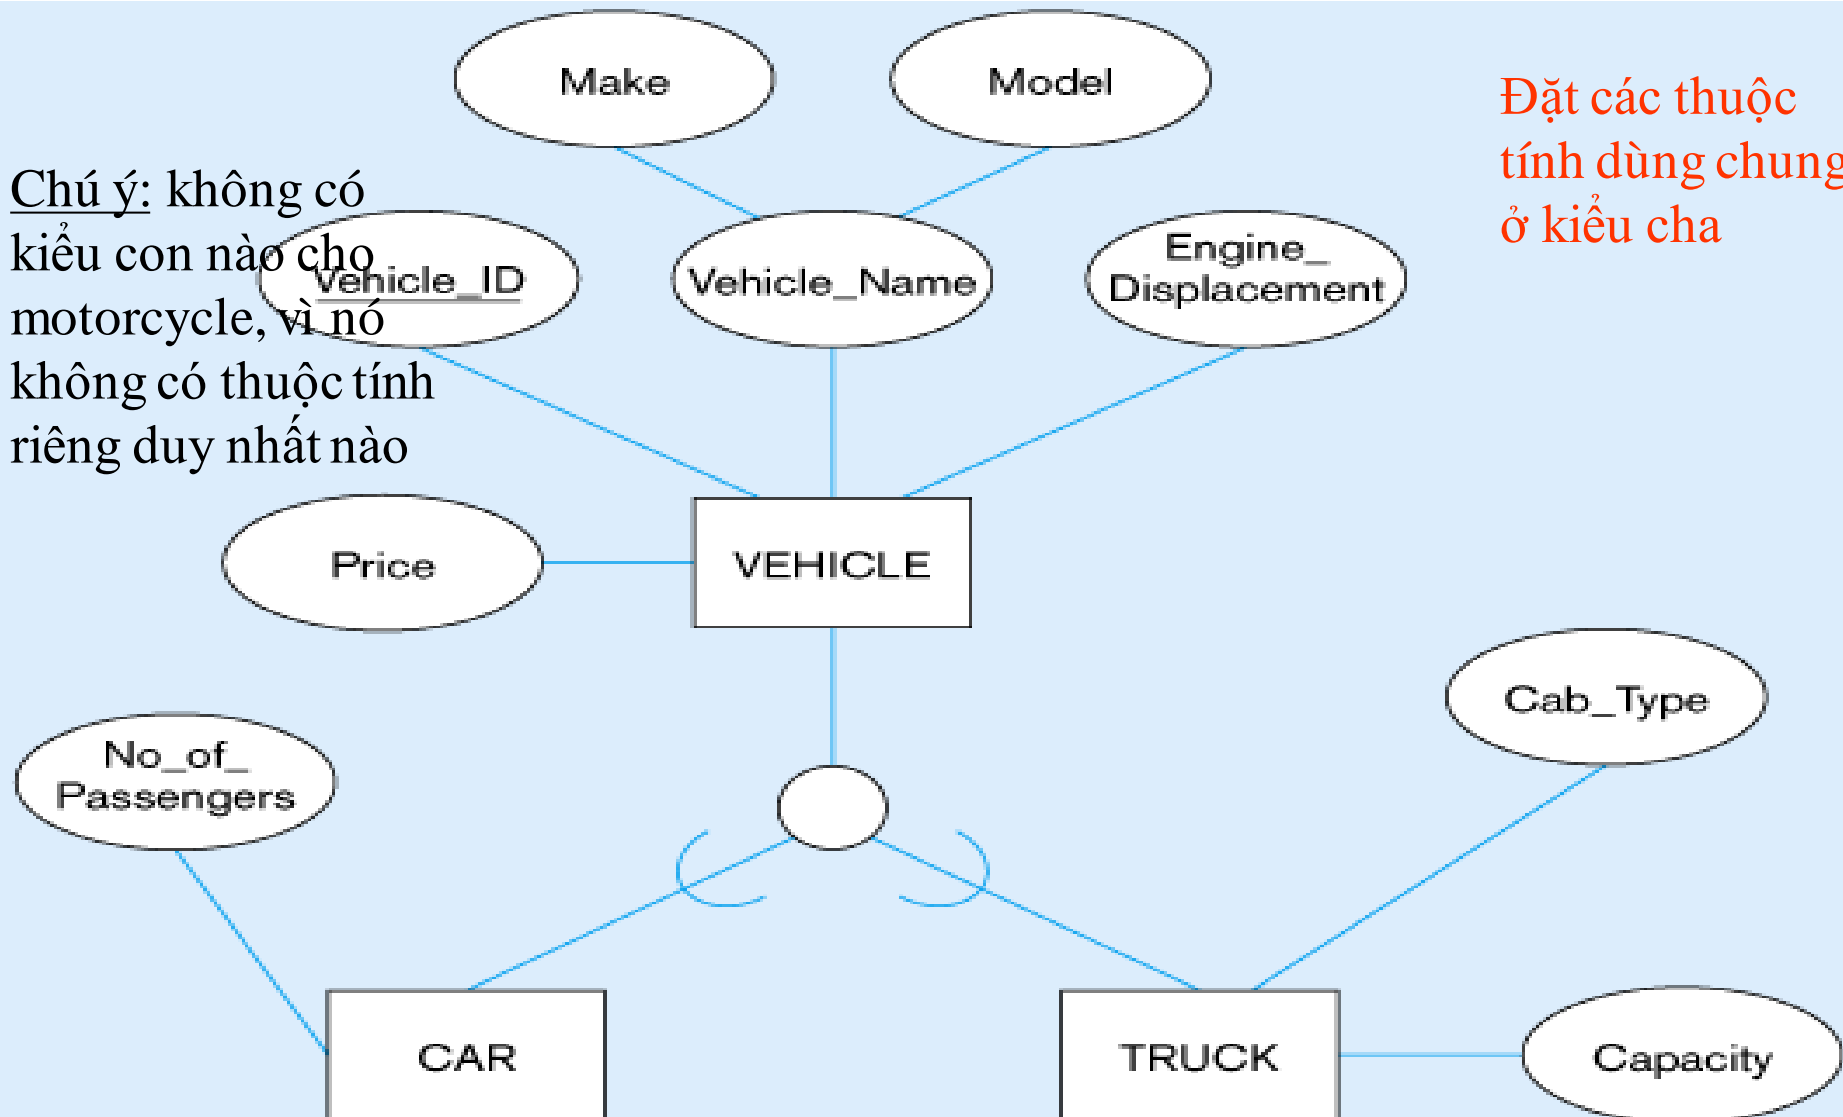 Make
Model
Đặt các thuộc
tính dùng chung
ở kiểu cha
Chú ý: không có
kiểu con nào cho
motorcycle, vì nó
không có thuộc tính
riêng duy nhất nào
Vehicle_ID
Vehicle_Name
Engine_
Displacement
Price
VEHICLE
Cab_Type
No_of_
Passengers
CAR
TRUCK
Capacity